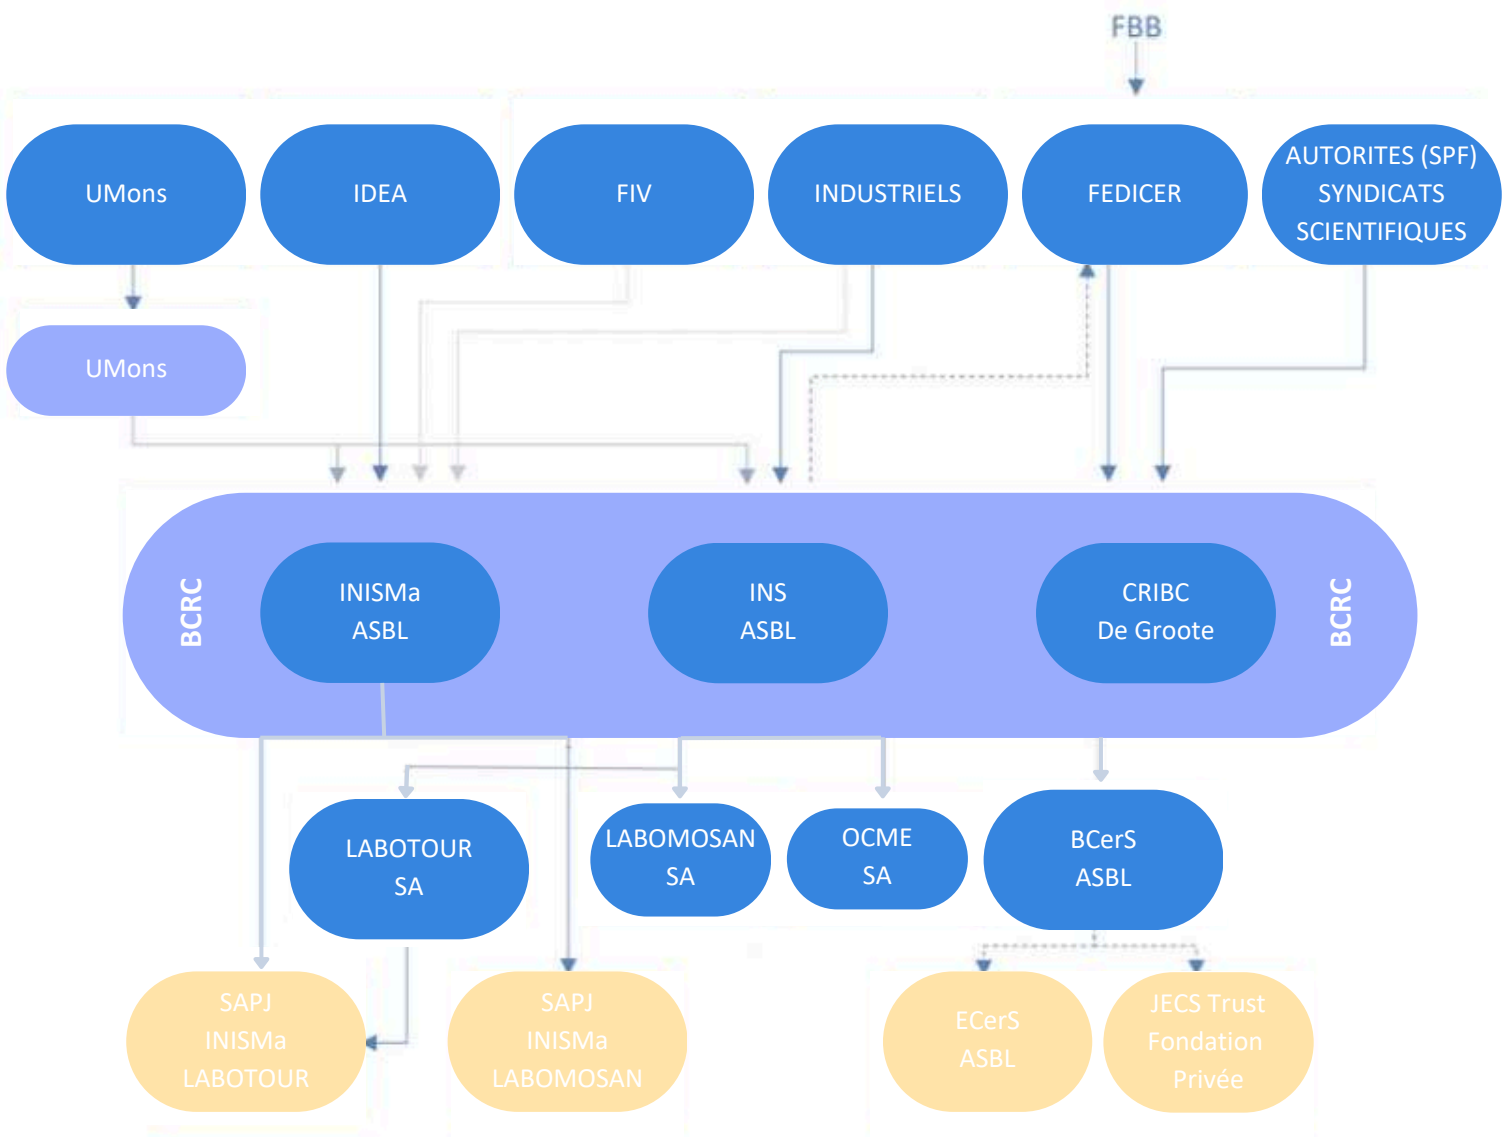 FBB
UMons
IDEA
FIV
INDUSTRIELS
FEDICER
AUTORITES (SPF)
SYNDICATS
SCIENTIFIQUES
UMons
BCRC
INISMa
ASBL
INS
ASBL
CRIBC
De Groote
BCRC
LABOTOUR
SA
LABOMOSAN
SA
OCME
SA
BCerS
ASBL
SAPJ
INISMa
LABOTOUR
SAPJ
INISMa
LABOMOSAN
ECerS
ASBL
JECS Trust
Fondation
Privée